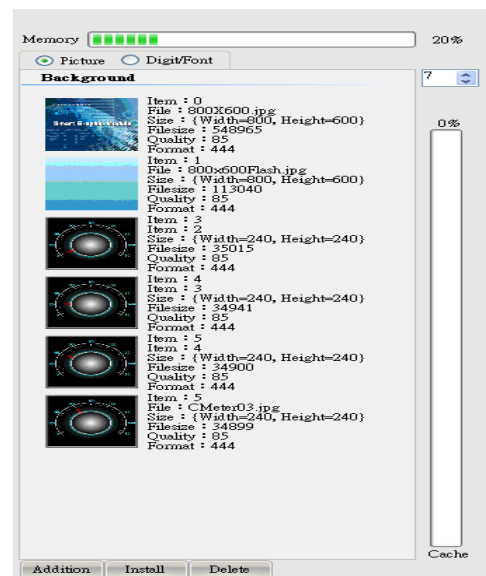 Memory
20%
Picture
Digit/Font
Background
7
0%
Item : 0
File : 800X600.jpg
Size : {Width=800, Height=600}
Filesize : 548965
Quality : 85
Format : 444
Item : 1
File : 800x600Flash.jpg
Size : {Width=800, Height=600}
Filesize : 113040
Quality : 85
Format : 444
Item : 3
Item : 2
Size : {Width=240, Height=240}
Filesize : 35015
Quality : 85
Format : 444
Item : 4
Item : 3
Size : {Width=240, Height=240}
Filesize : 34941
Quality : 85
Format : 444
Item : 5
Item : 4
Size : {Width=240, Height=240}
Filesize : 34900
Quality : 85
Format : 444
Item : 5
File : CMeter03.jpg
Size : {Width=240, Height=240}
Filesize : 34899
Quality : 85
Format : 444
Cache
Addition
Install
Delete